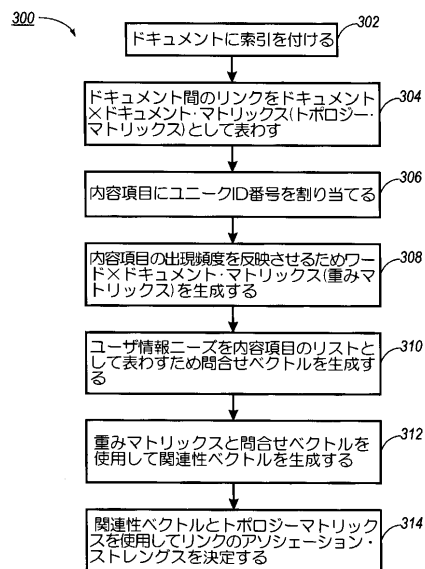 300
302
ドキュメントに索引を付ける
304
ドキュメント間のリンクをドキュメント
×ドキュメント・マトリックス(トポロジー・
マトリックス)として表わす
306
内容項目にユニークID番号を割り当てる
308
内容項目の出現頻度を反映させるためワー
ド×ドキュメント・マトリックス(重みマ
トリックス)を生成する
310
ユーザ情報ニーズを内容項目のリストと
して表わすため問合せベクトルを生成す
る
312
重みマトリックスと問合せベクトルを
使用して関連性ベクトルを生成する
314
関連性ベクトルとトポロジーマトリック
スを使用してリンクのアソシェーション・
ストレングスを決定する